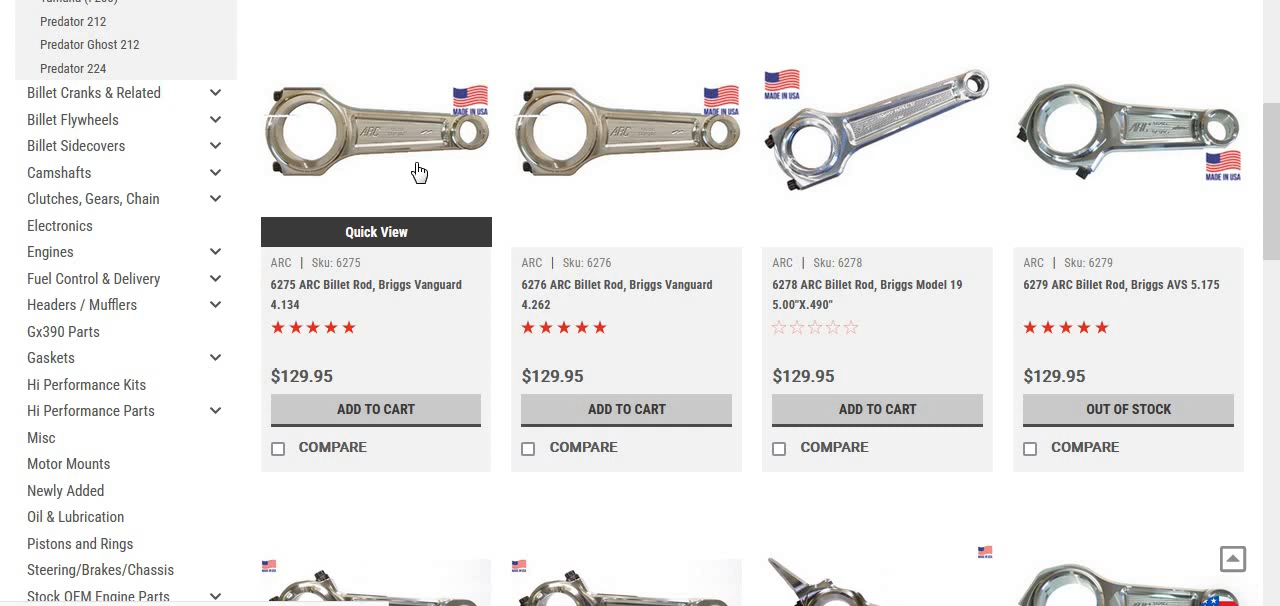 Yamaha (F200)
Predator 212
Predator Ghost 212
Predator 224
Billet Cranks & Related
Billet Flywheels
Billet Sidecovers
Camshafts
Clutches, Gears, Chain
Electronics
Engines
Fuel Control & Delivery
Headers / Mufflers
Gx390 Parts
Gaskets
Hi Performance Kits
Hi Performance Parts
Misc
Motor Mounts
Newly Added
Oil & Lubrication
Pistons and Rings
Steering/Brakes/Chassis
Stock OEM Engine Parts
MADE IN USA
ARC
Quick View
ARC | Sku: 6275
6275 ARC Billet Rod, Briggs Vanguard
4.134
$129.95
ADD TO CART
COMPARE
MADE IN USA
ARC
ARC | Sku: 6276
6276 ARC Billet Rod, Briggs Vanguard
4.262
$129.95
ADD TO CART
COMPARE
MADE IN USA
ARC | Sku: 6278
6278 ARC Billet Rod, Briggs Model 19
5.00"X.490"
$129.95
ADD TO CART
COMPARE
ARC
MADE IN USA
ARC | Sku: 6279
6279 ARC Billet Rod, Briggs AVS 5.175
$129.95
OUT OF STOCK
COMPARE